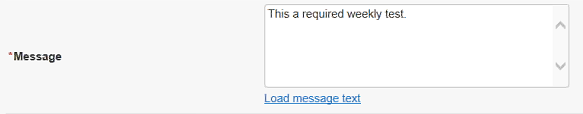 This a required weekly test.
*Message
Load message text